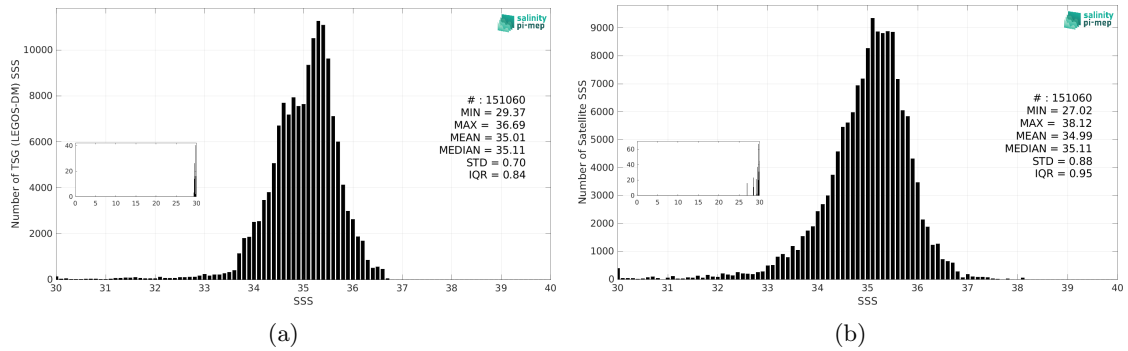 salinity
pi-mep
Number of TSG (LEGOS-DM) SSS
10000
8000
6000
4000
2000
0
# : 151060
MIN = 29.37
MAX = 36.69
MEAN = 35.01
MEDIAN = 35.11
STD = 0.70
IQR = 0.84
40
20
0
0 5 10 15 20 25 30
30 31 32 33 34 35 36 37 38 39 40
SSS
(a)
salinity
pi-mep
Number of Satellite SSS
9000
8000
7000
6000
5000
4000
3000
2000
1000
0
# : 151060
MIN = 27.02
MAX = 38.12
MEAN = 34.99
MEDIAN = 35.11
STD = 0.88
IQR = 0.95
60
40
20
0
0 5 10 15 20 25 30
30 31 32 33 34 35 36 37 38 39 40
SSS
(b)